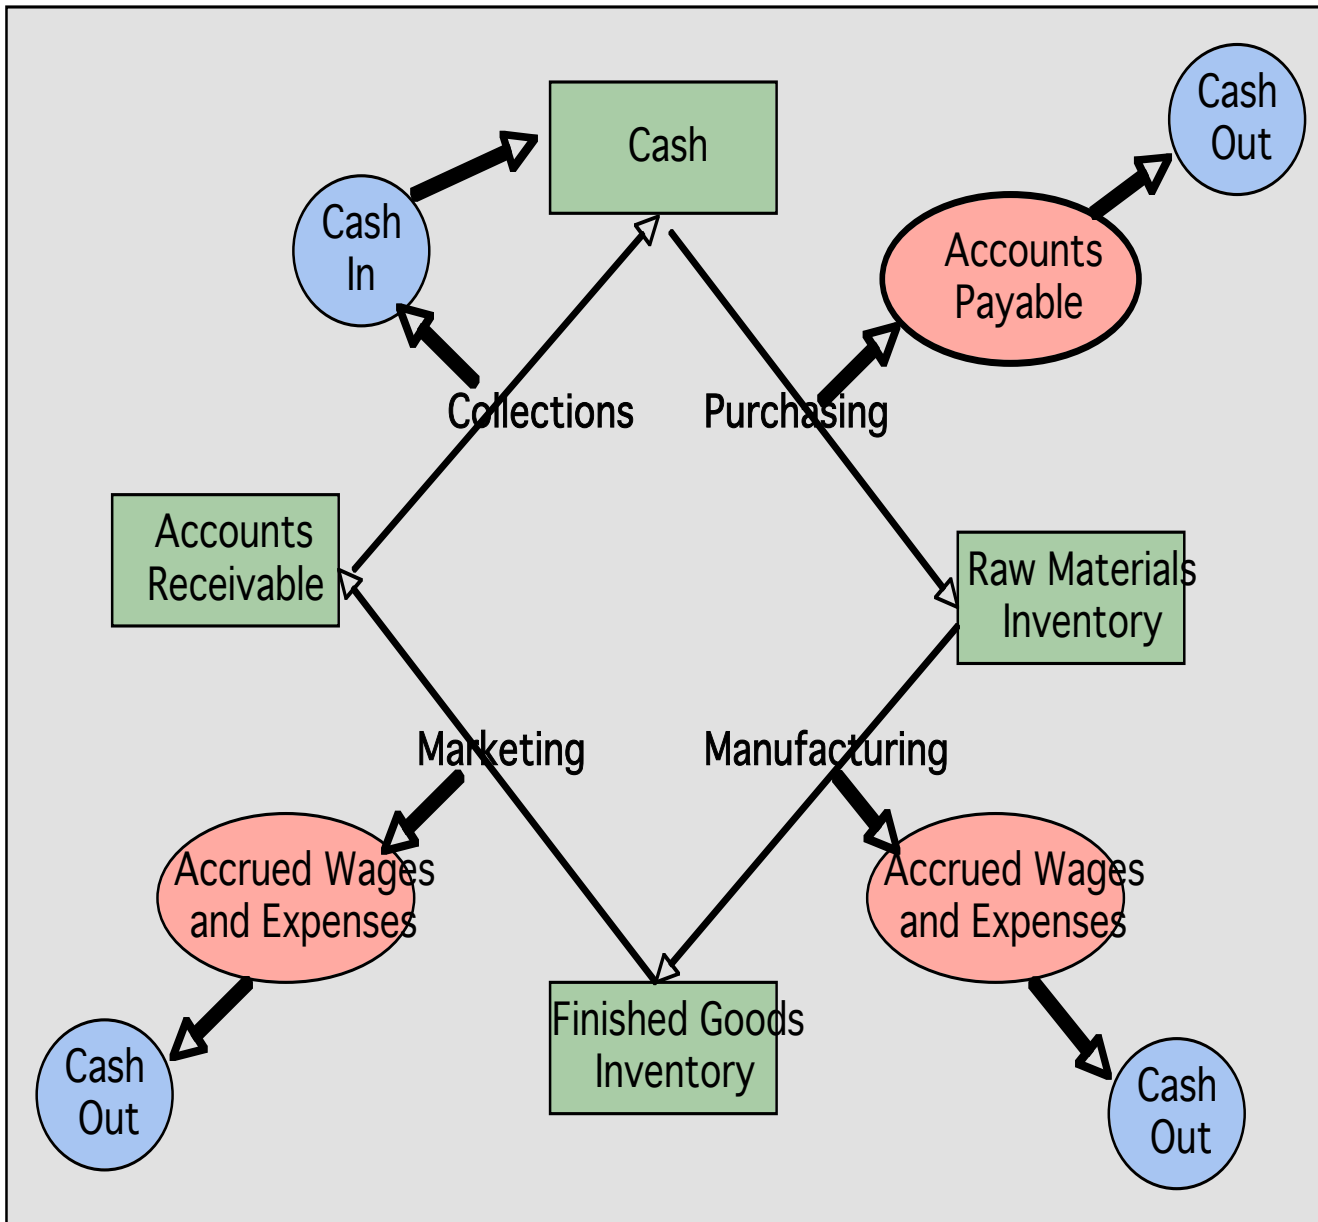 Cash
Out
Cash
Cash
In
Accounts
Payable
Collections
Purchasing
Accounts
Receivable
Raw Materials
Inventory
Marketing
Manufacturing
Accrued Wages
and Expenses
Accrued Wages
and Expenses
Finished Goods
Inventory
Cash
Out
Cash
Out